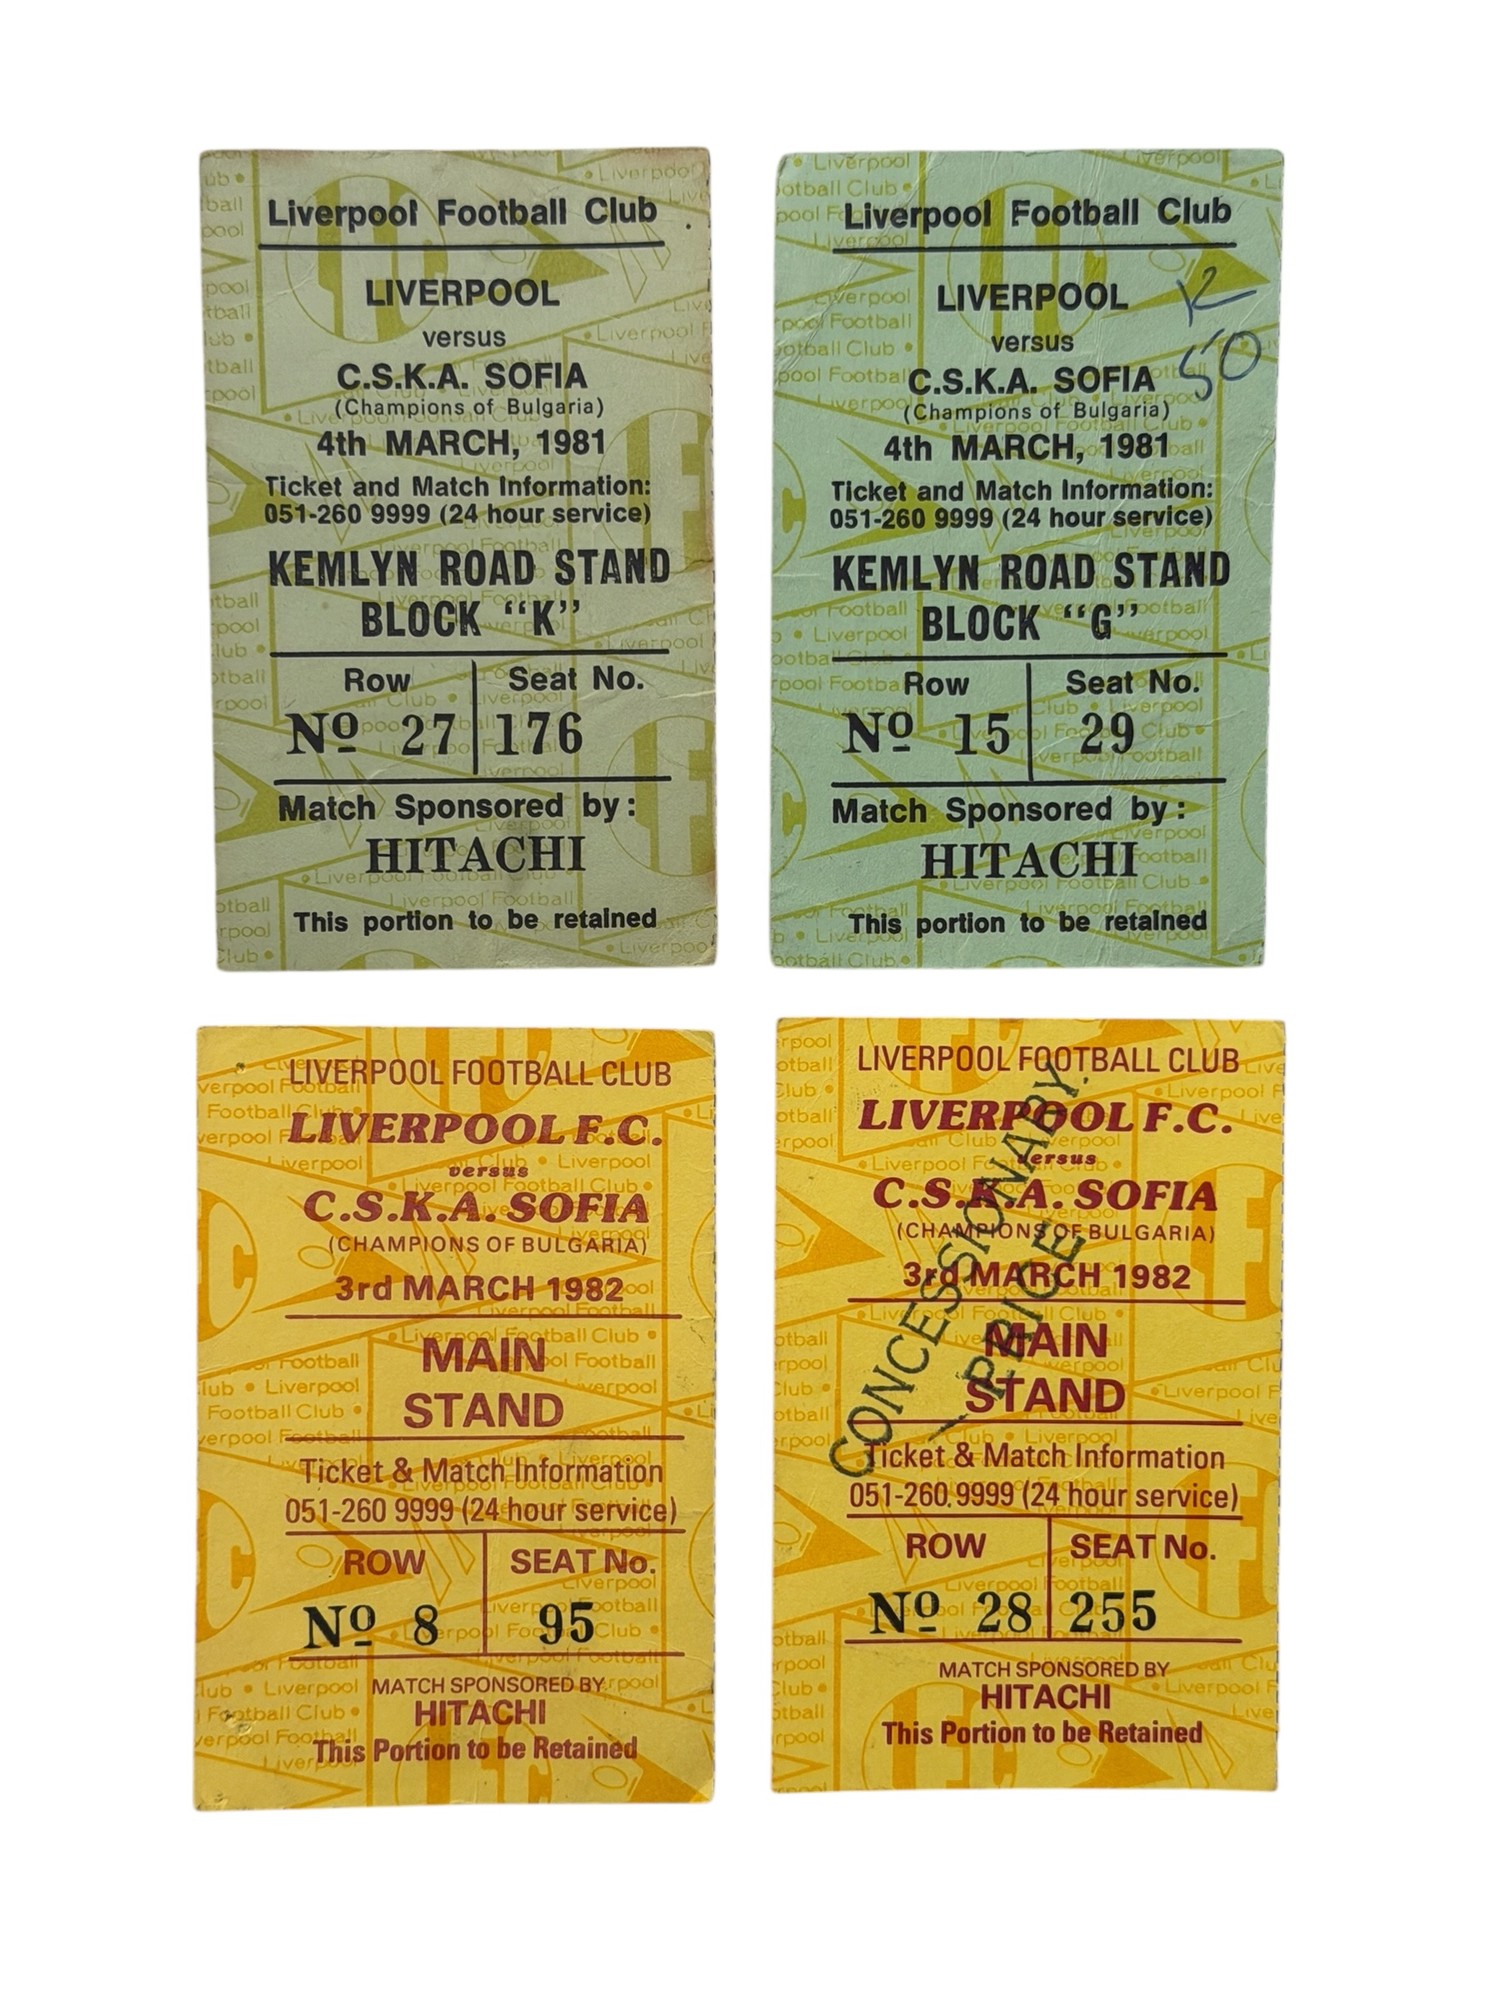 Liverpool Football Club
LIVERPOOL
versus
C.S.K.A. SOFIA
(Champions of Bulgaria)
4th MARCH, 1981
Ticket and Match Information:
051-260 9999 (24 hour service)
KEMLYN ROAD STAND
BLOCK “K”
Row Seat No.
Nº 27 176
Match Sponsored by:
HITACHI
This portion to be retained
Liverpool Football Club
LIVERPOOL
versus
C.S.K.A. SOFIA
(Champions of Bulgaria)
4th MARCH, 1981
Ticket and Match Information:
051-260 9999 (24 hour service)
KEMLYN ROAD STAND
BLOCK “G”
Row Seat No.
Nº 15 29
Match Sponsored by:
HITACHI
This portion to be retained
50
LIVERPOOL FOOTBALL CLUB
LIVERPOOL F.C.
versus
C.S.K.A. SOFIA
(CHAMPIONS OF BULGARIA)
3rd MARCH 1982
MAIN
STAND
Ticket & Match Information
051-260 9999 (24 hour service)
ROW SEAT No.
Nº 8 95
MATCH SPONSORED BY
HITACHI
This Portion to be Retained
LIVERPOOL FOOTBALL CLUB
LIVERPOOL F.C.
versus
C.S.K.A. SOFIA
(CHAMPIONS OF BULGARIA)
3rd MARCH 1982
MAIN
STAND
Ticket & Match Information
051-260 9999 (24 hour service)
ROW SEAT No.
Nº 28 255
MATCH SPONSORED BY
HITACHI
This Portion to be Retained
CONCESSIONABY.
PRICE